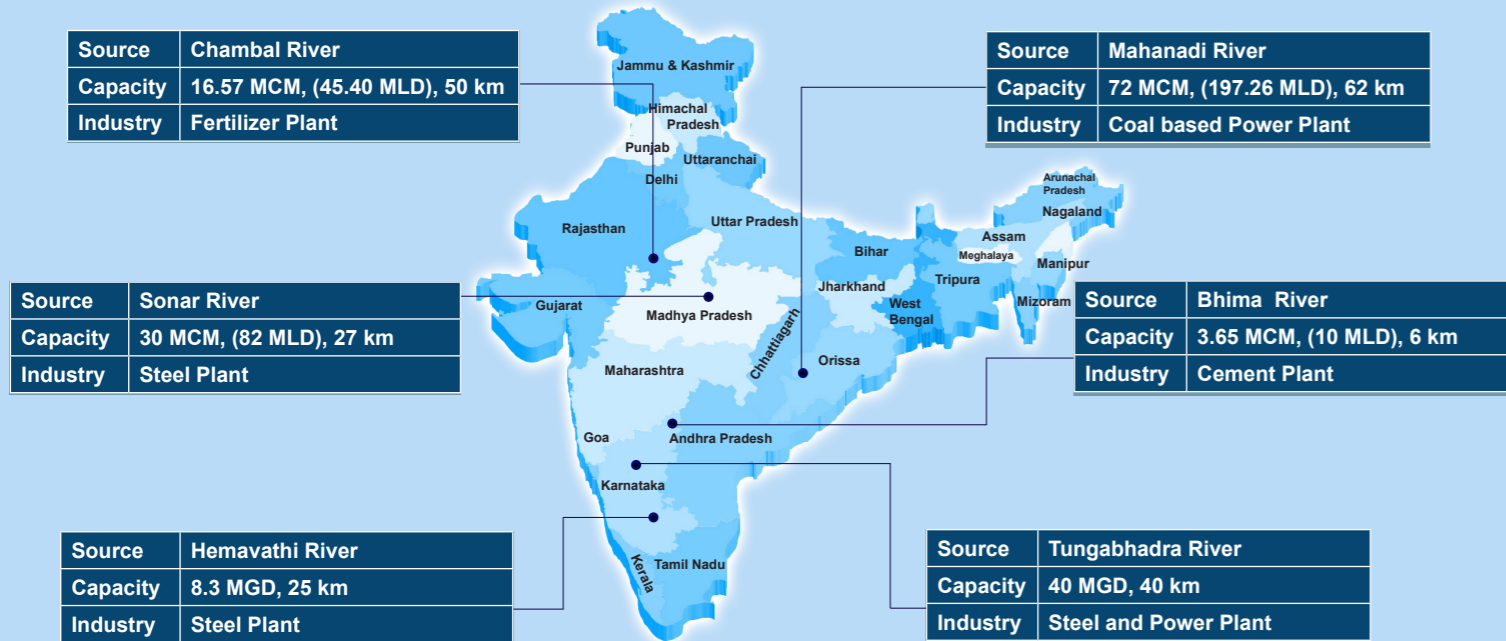 Source Chambal River
Capacity 16.57 MCM, (45.40 MLD), 50 km
Industry Fertilizer Plant
Source Mahanadi River
Capacity 72 MCM, (197.26 MLD), 62 km
Industry Coal based Power Plant
Source Sonar River
Capacity 30 MCM, (82 MLD), 27 km
Industry Steel Plant
Source Bhima River
Capacity 3.65 MCM, (10 MLD), 6 km
Industry Cement Plant
Source Hemavathi River
Capacity 8.3 MGD, 25 km
Industry Steel Plant
Source Tungabhadra River
Capacity 40 MGD, 40 km
Industry Steel and Power Plant
Jammu & Kashmir
Himachal
Pradesh
Punjab
Uttaranchai
Delhi
Rajasthan
Uttar Pradesh
Arunachal
Pradesh
Nagaland
Assam
Meghalaya
Manipur
Bihar
Tripura
Mizoram
Jharkhand
West
Bengal
Gujarat
Madhya Pradesh
Chhattiagarh
Orissa
Maharashtra
Goa
Andhra Pradesh
Karnataka
Kerala
Tamil Nadu